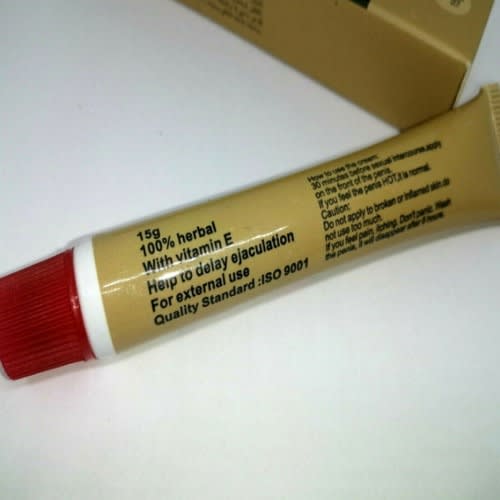 15g
100% herbal
With vitamin E
Help to delay ejaculation
For external use
Quality Standard :ISO 9001
How to use the cream:
30 minutes before sexual intercourse,apply
on the front of the penis.
If you feel the penis HOT,it is normal.
Caution:
Do not apply to broken or inflamed skin,do
not use too much.
If you feel pain, itching. Don't panic. Wash
the penis, it will disappear after 6 hours.